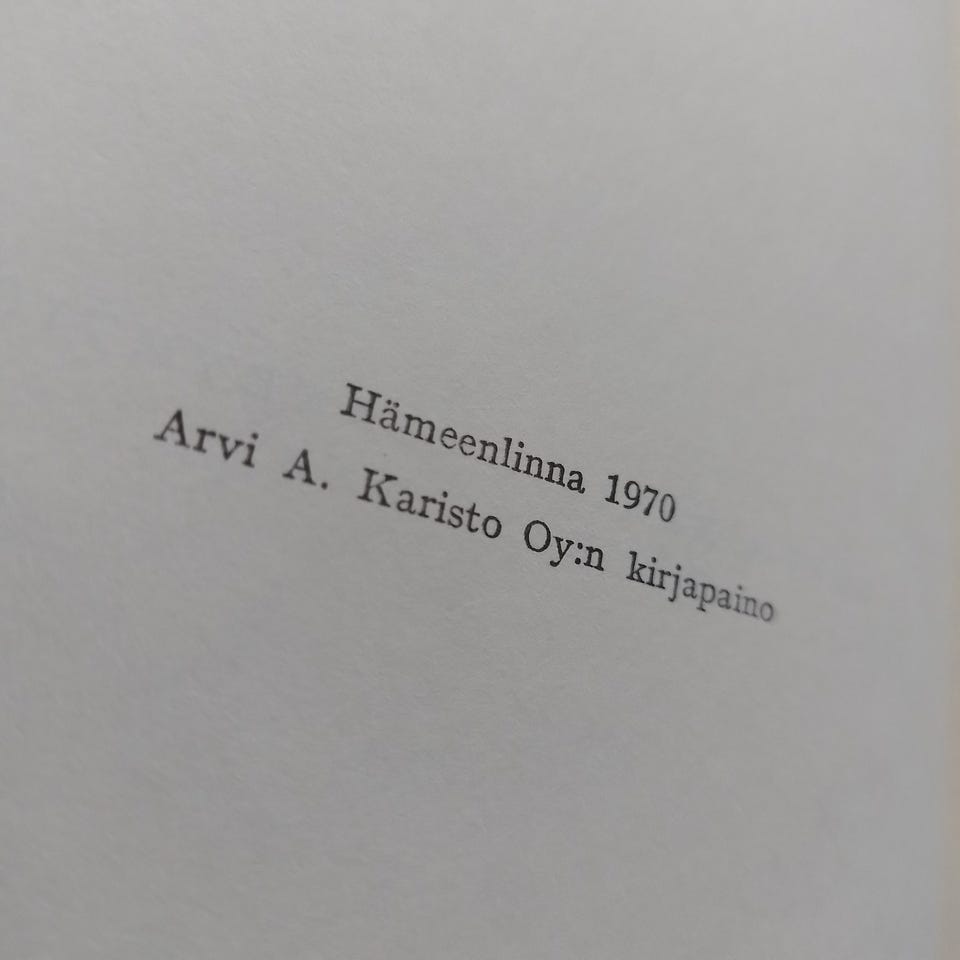 Hämeenlinna 1970
Arvi A. Karisto Oy:n kirjapaino